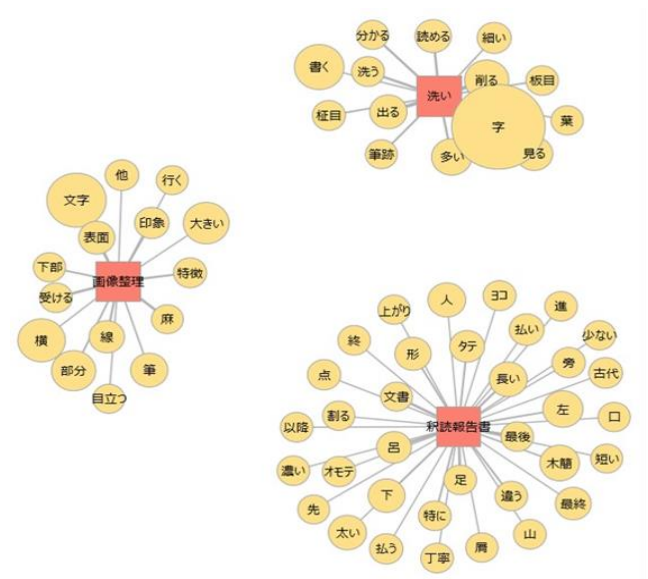 分かる
読める
細い
書く
洗う
削る
板目
洗い
柾目
出る
字
葉
筆跡
多い
見る
他
行く
文字
印象
大きい
表面
下部
特徴
画像整理
受ける
麻
横
線
部分
筆
目立つ
人
ヨコ
上がり
進
払い
少ない
終
形
タテ
旁
古代
点
長い
文書
左
口
割る
以降
釈読報告書
最後
呂
短い
木簡
濃い
オモテ
足
下
違う
最終
先
特に
太い
山
払う
丁寧
屑